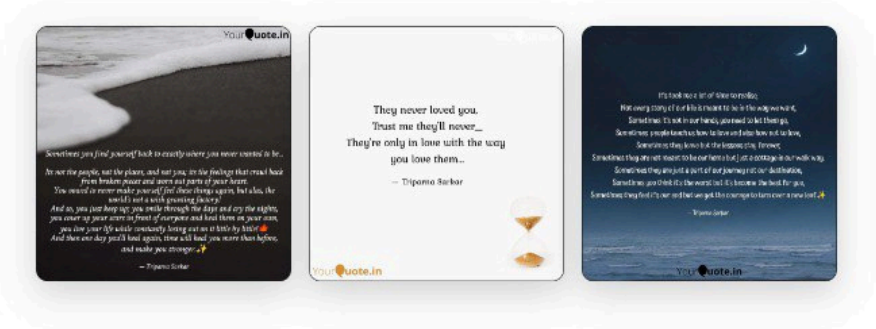 YourQuote.in
Sometimes you find yourself back to exactly where you never wanted to be...
Its not the people, not the places, and not you; its the feelings that crawl back
from broken pieces and worn out parts of your heart.
You vowed to never make yourself feel these things again, but alas, the
world's not a wish granting factory!
And so, you just keep up; you smile through the days and cry the nights,
you cover up your scars in front of everyone and heal them on your own,
you live your life while constantly losing out on it little by little!🍁
And then one day you'll heal again, time will heal you more than before,
and make you stronger.✨
— Triparna Sarkar
They never loved you,
Trust me they'll never_
They're only in love with the way
you love them...
— Triparna Sarkar
YourQuote.in
It's took me a lot of time to realise,
Not every story of our life is meant to be in the way we want,
Sometimes it's not in our hands, you need to let them go,
Sometimes people teach us how to love and also how not to love,
Sometimes they leave but the lessons stay forever,
Sometimes they are not meant to be our home but just a cottage in our walk way,
Sometimes they are just a part of our journey not our destination,
Sometimes you think it's the worst but it's become the best for you,
Sometimes they feel it's our end but we get the courage to turn over a new leaf.✨
- Triparna Sarkar
YourQuote.in